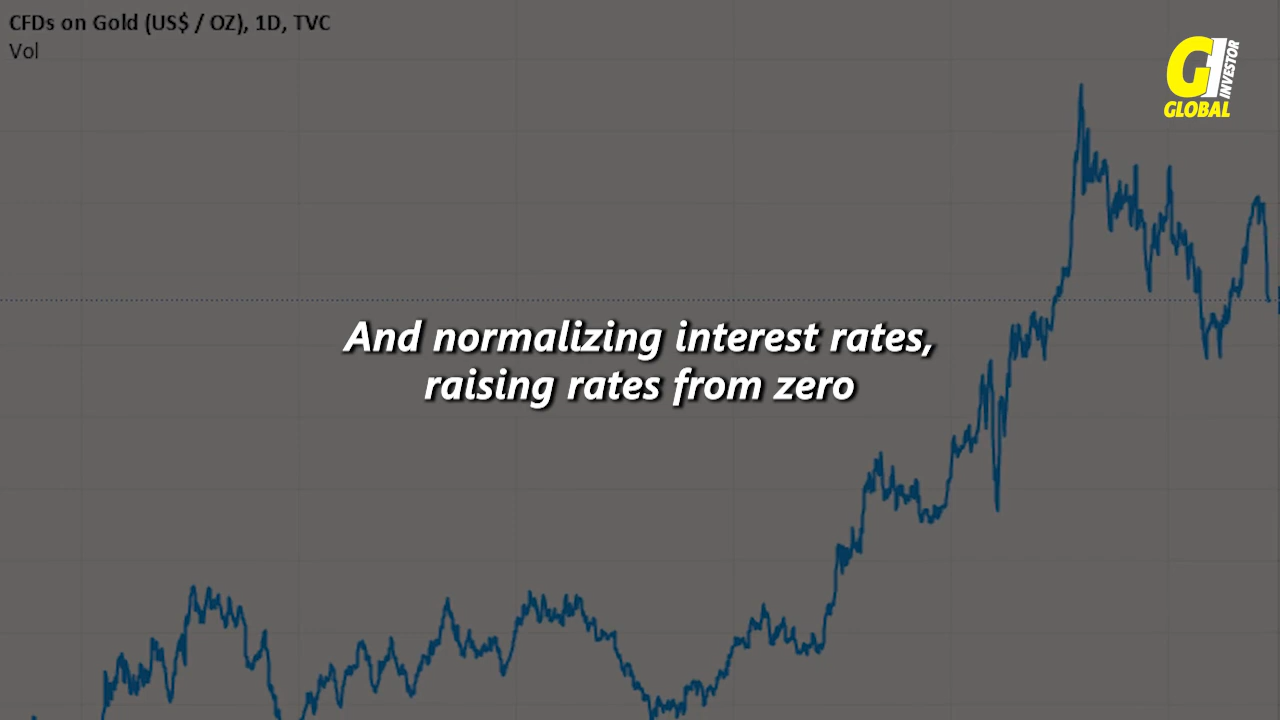 CFDs on Gold (US$ / OZ), 1D, TVC
Vol
GI
INVESTOR
GLOBAL
And normalizing interest rates,
raising rates from zero